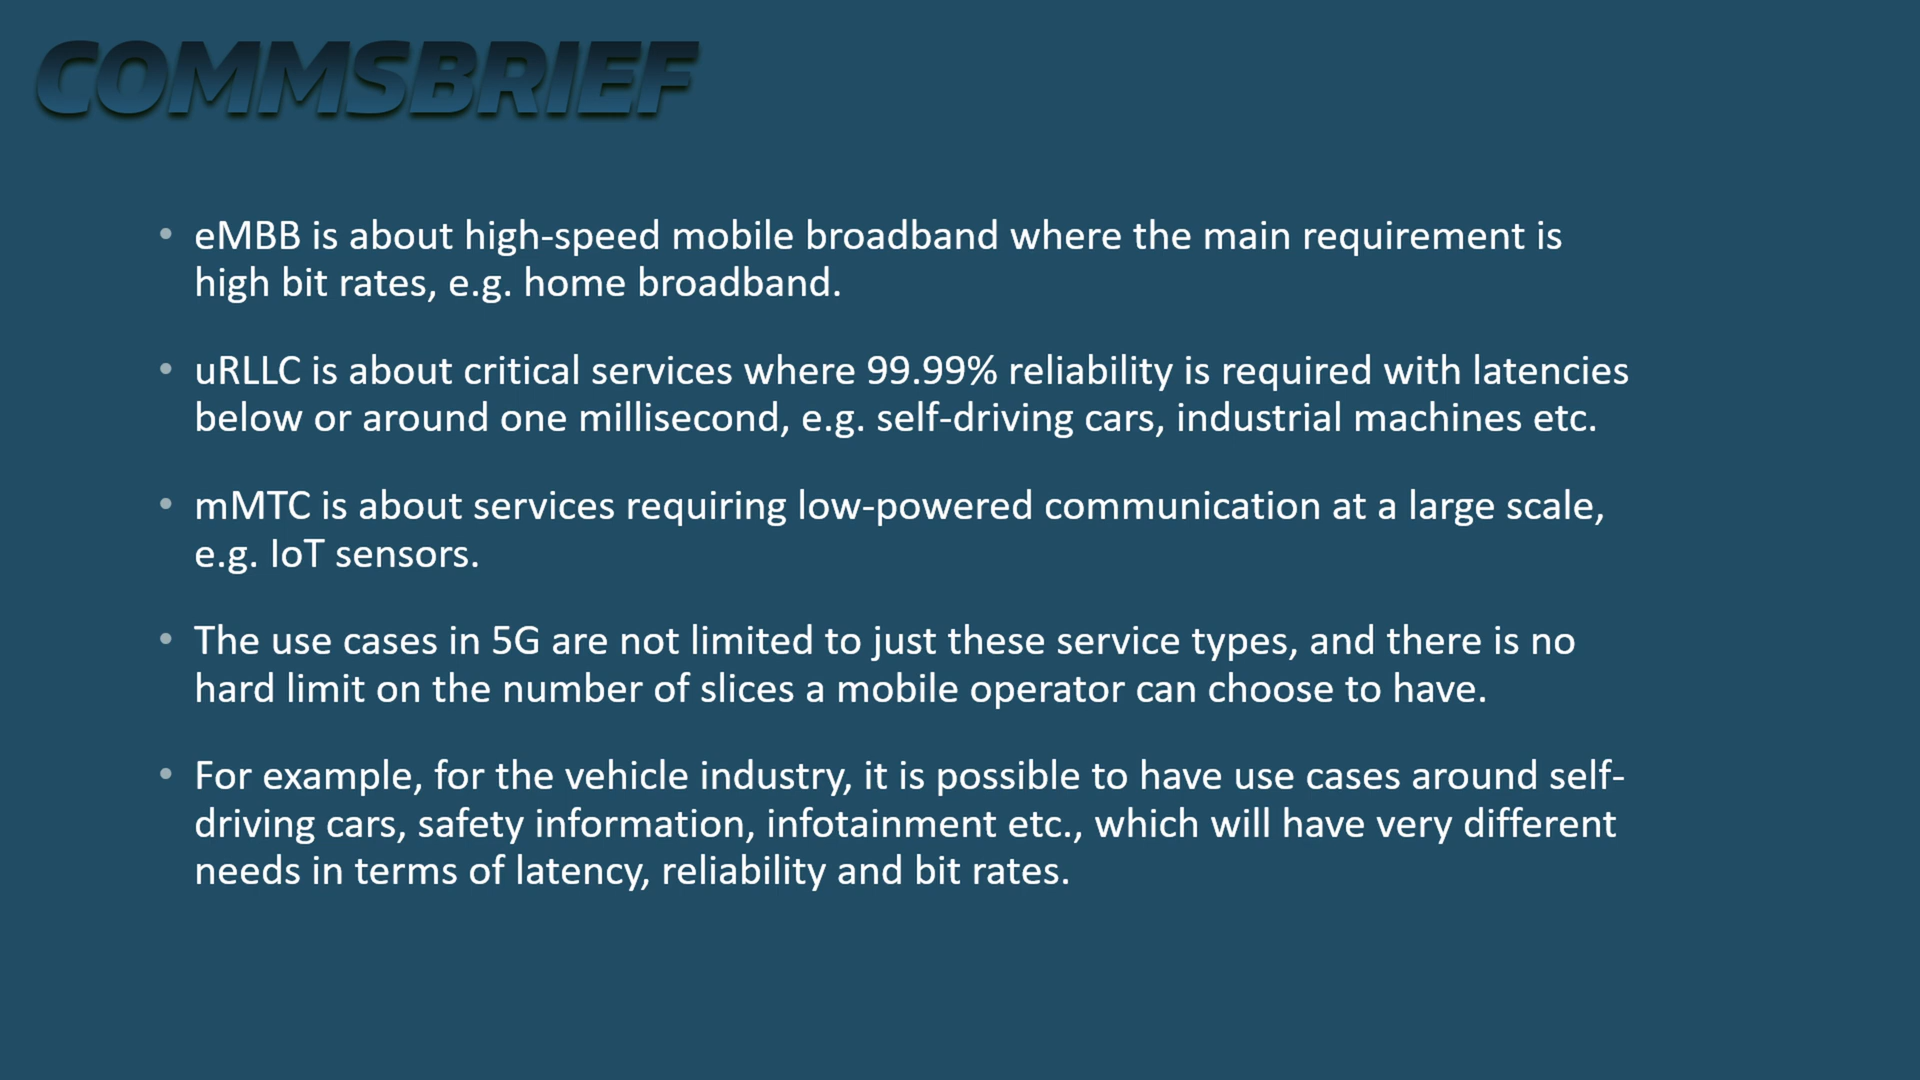 COMMSBRIEF
• eMBB is about high-speed mobile broadband where the main requirement is
high bit rates, e.g. home broadband.
• uRLLC is about critical services where 99.99% reliability is required with latencies
below or around one millisecond, e.g. self-driving cars, industrial machines etc.
• mMTC is about services requiring low-powered communication at a large scale,
e.g. IoT sensors.
• The use cases in 5G are not limited to just these service types, and there is no
hard limit on the number of slices a mobile operator can choose to have.
• For example, for the vehicle industry, it is possible to have use cases around self-
driving cars, safety information, infotainment etc., which will have very different
needs in terms of latency, reliability and bit rates.